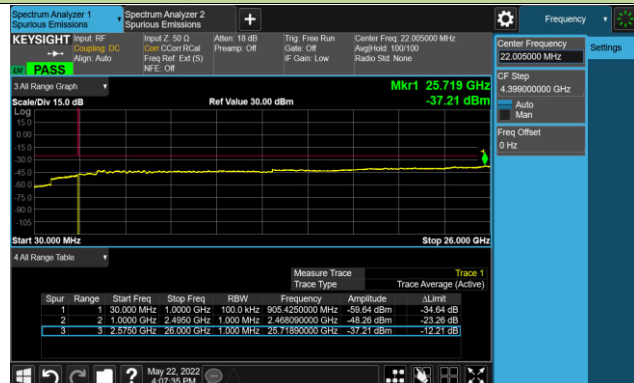 Spectrum Analyzer 1
Spurious Emissions
Spectrum Analyzer 2
Spurious Emissions
+
Frequency
KEYSIGHT
Input: RF
Coupling: DC
Align: Auto
Input Z: 50 Ω
Corr CCorr RCal
Freq Ref: Ext (S)
NFE: Off
Atten: 18 dB
Preamp: Off
Trig: Free Run
Gate: Off
IF Gain: Low
Center Freq: 22.005000 MHz
Avg|Hold: 100/100
Radio Std: None
PASS
3 All Range Graph
Scale/Div 15.0 dB
Ref Value 30.00 dBm
Mkr1 25.719 GHz
-37.21 dBm
Log
15.0
0.00
-15.0
-30.0
-45.0
-60.0
-75.0
-90.0
-105
Start 30.000 MHz
Stop 26.000 GHz
4 All Range Table
Measure Trace Trace 1
Trace Type Trace Average (Active)
Spur Range Start Freq Stop Freq RBW Frequency Amplitude ΔLimit
1 1 30.000 MHz 1.0000 GHz 100.0 kHz 905.4250000 MHz -59.64 dBm -34.64 dB
2 2 1.0000 GHz 2.4950 GHz 1.000 MHz 2.468090000 GHz -48.26 dBm -23.26 dB
3 3 2.5750 GHz 26.000 GHz 1.000 MHz 25.71890000 GHz -37.21 dBm -12.21 dB
May 22, 2022
4:07:35 PM
Center Frequency
22.005000 MHz
Settings
CF Step
4.399000000 GHz
Auto
Man
Freq Offset
0 Hz